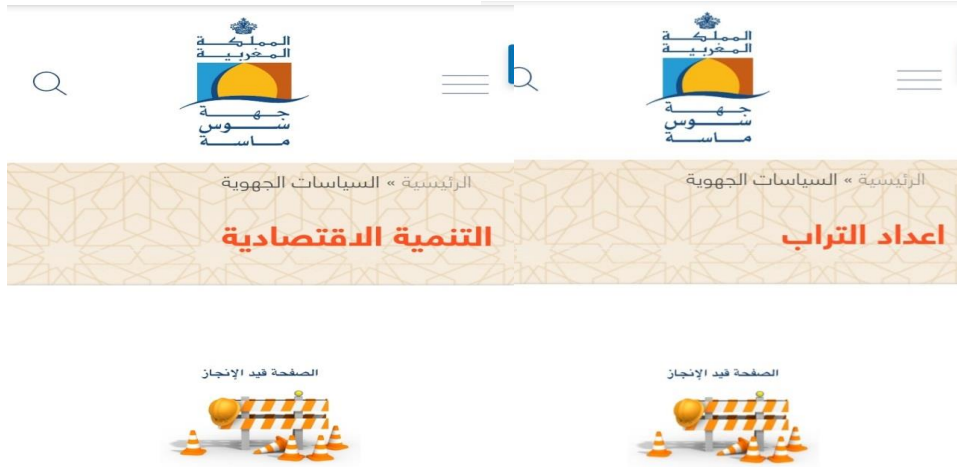 المملكة
المغربية
جهة
سوس
ماسة
الرئيسية » السياسات الجهوية
اعداد التراب
الصفحة قيد الإنجاز
المملكة
المغربية
جهة
سوس
ماسة
الرئيسية » السياسات الجهوية
التنمية الاقتصادية
الصفحة قيد الإنجاز